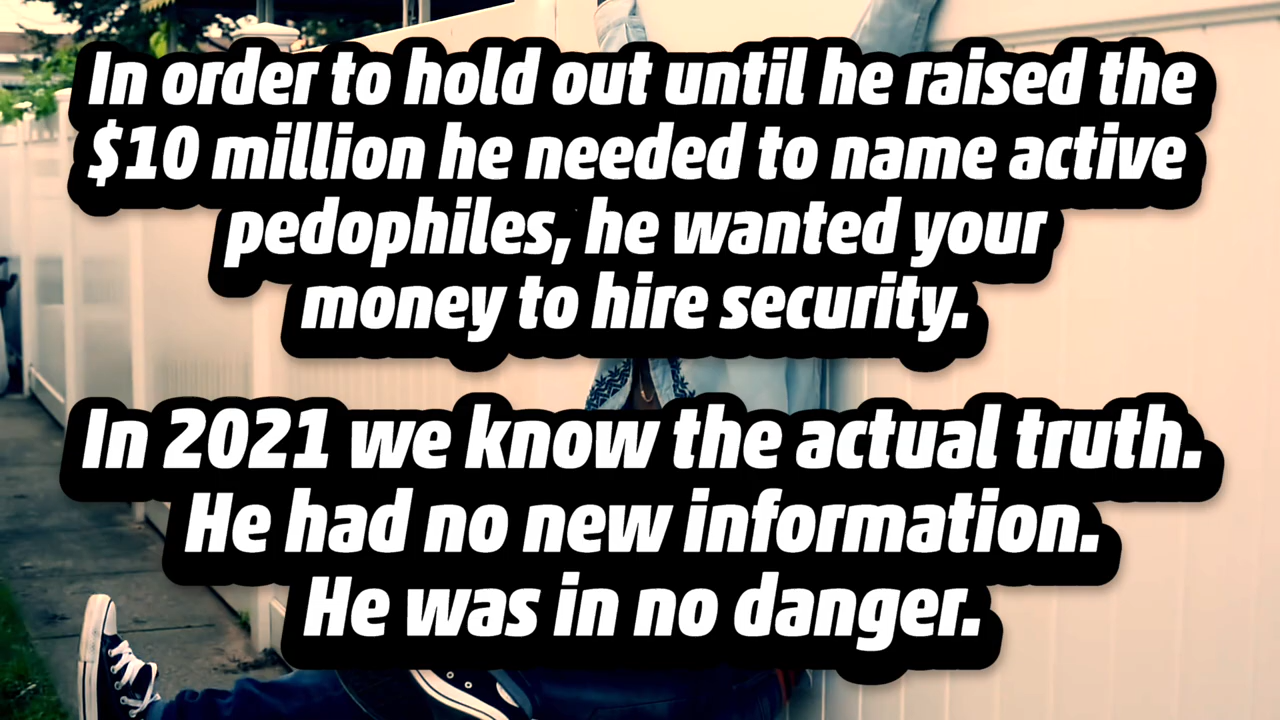 In order to hold out until he raised the
$10 million he needed to name active
pedophiles, he wanted your
money to hire security.
In 2021 we know the actual truth.
He had no new information.
He was in no danger.